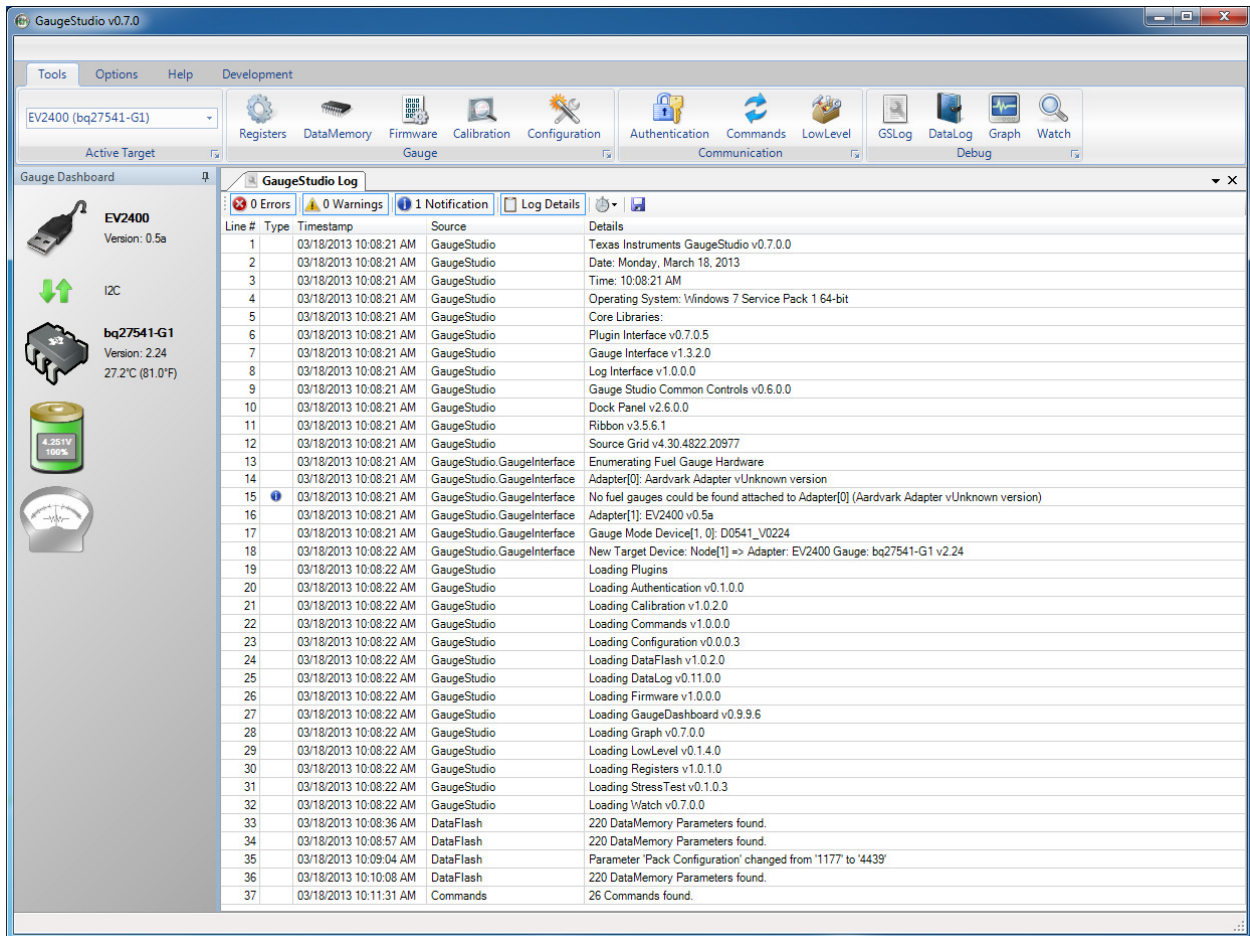 GaugeStudio v0.7.0
Tools Options Help Development
EV2400 (bq27541-G1)
Registers DataMemory Firmware Calibration Configuration Authentication Commands LowLevel GSLog DataLog Graph Watch
Active Target Gauge Communication Debug
Gauge Dashboard
EV2400
Version: 0.5a
I2C
bq27541-G1
Version: 2.24
27.2°C (81.0°F)
4.251V
100%
GaugeStudio Log
0 Errors 0 Warnings 1 Notification Log Details
Line # Type Timestamp Source Details
1 03/18/2013 10:08:21 AM GaugeStudio Texas Instruments GaugeStudio v0.7.0.0
2 03/18/2013 10:08:21 AM GaugeStudio Date: Monday, March 18, 2013
3 03/18/2013 10:08:21 AM GaugeStudio Time: 10:08:21 AM
4 03/18/2013 10:08:21 AM GaugeStudio Operating System: Windows 7 Service Pack 1 64-bit
5 03/18/2013 10:08:21 AM GaugeStudio Core Libraries:
6 03/18/2013 10:08:21 AM GaugeStudio Plugin Interface v0.7.0.5
7 03/18/2013 10:08:21 AM GaugeStudio Gauge Interface v1.3.2.0
8 03/18/2013 10:08:21 AM GaugeStudio Log Interface v1.0.0.0
9 03/18/2013 10:08:21 AM GaugeStudio Gauge Studio Common Controls v0.6.0.0
10 03/18/2013 10:08:21 AM GaugeStudio Dock Panel v2.6.0.0
11 03/18/2013 10:08:21 AM GaugeStudio Ribbon v3.5.6.1
12 03/18/2013 10:08:21 AM GaugeStudio Source Grid v4.30.4822.20977
13 03/18/2013 10:08:21 AM GaugeStudio.GaugeInterface Enumerating Fuel Gauge Hardware
14 03/18/2013 10:08:21 AM GaugeStudio.GaugeInterface Adapter[0]: Aardvark Adapter vUnknown version
15 03/18/2013 10:08:21 AM GaugeStudio.GaugeInterface No fuel gauges could be found attached to Adapter[0] (Aardvark Adapter vUnknown version)
16 03/18/2013 10:08:21 AM GaugeStudio.GaugeInterface Adapter[1]: EV2400 v0.5a
17 03/18/2013 10:08:21 AM GaugeStudio.GaugeInterface Gauge Mode Device[1, 0]: D0541_V0224
18 03/18/2013 10:08:22 AM GaugeStudio.GaugeInterface New Target Device: Node[1] => Adapter: EV2400 Gauge: bq27541-G1 v2.24
19 03/18/2013 10:08:22 AM GaugeStudio Loading Plugins
20 03/18/2013 10:08:22 AM GaugeStudio Loading Authentication v0.1.0.0
21 03/18/2013 10:08:22 AM GaugeStudio Loading Calibration v1.0.2.0
22 03/18/2013 10:08:22 AM GaugeStudio Loading Commands v1.0.0.0
23 03/18/2013 10:08:22 AM GaugeStudio Loading Configuration v0.0.0.3
24 03/18/2013 10:08:22 AM GaugeStudio Loading DataFlash v1.0.2.0
25 03/18/2013 10:08:22 AM GaugeStudio Loading DataLog v0.11.0.0
26 03/18/2013 10:08:22 AM GaugeStudio Loading Firmware v1.0.0.0
27 03/18/2013 10:08:22 AM GaugeStudio Loading GaugeDashboard v0.9.9.6
28 03/18/2013 10:08:22 AM GaugeStudio Loading Graph v0.7.0.0
29 03/18/2013 10:08:22 AM GaugeStudio Loading LowLevel v0.1.4.0
30 03/18/2013 10:08:22 AM GaugeStudio Loading Registers v1.0.1.0
31 03/18/2013 10:08:22 AM GaugeStudio Loading StressTest v0.1.0.3
32 03/18/2013 10:08:22 AM GaugeStudio Loading Watch v0.7.0.0
33 03/18/2013 10:08:36 AM DataFlash 220 DataMemory Parameters found.
34 03/18/2013 10:08:57 AM DataFlash 220 DataMemory Parameters found.
35 03/18/2013 10:09:04 AM DataFlash Parameter 'Pack Configuration' changed from '1177' to '4439'
36 03/18/2013 10:10:08 AM DataFlash 220 DataMemory Parameters found.
37 03/18/2013 10:11:31 AM Commands 26 Commands found.